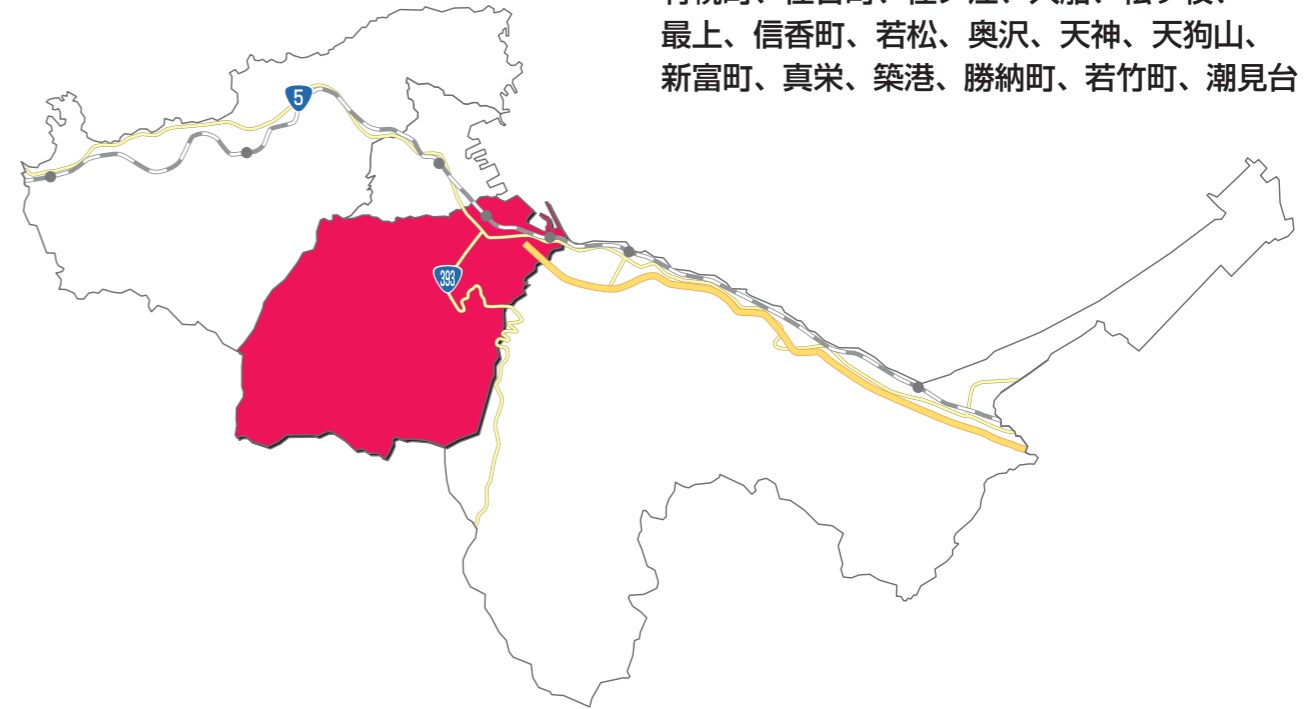 最上、信香町、若松、奥沢、天神、天狗山、
新富町、真栄、築港、勝納町、若竹町、潮見台
5
393